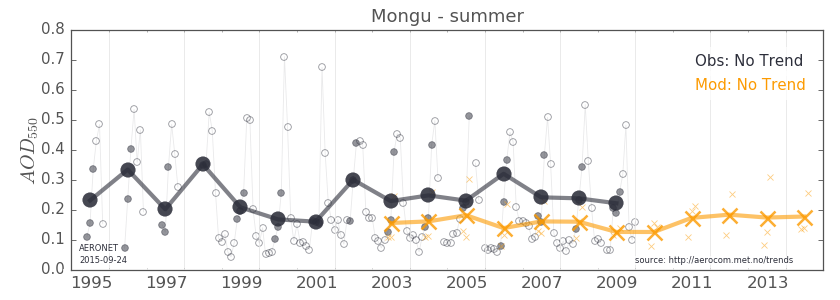 Mongu - summer
0.8
0.7
0.6
0.5
0.4
0.3
0.2
0.1
0.0
AOD550
Obs: No Trend
Mod: No Trend
AERONET
2015-09-24
source: http://aerocom.met.no/trends
1995 1997 1999 2001 2003 2005 2007 2009 2011 2013